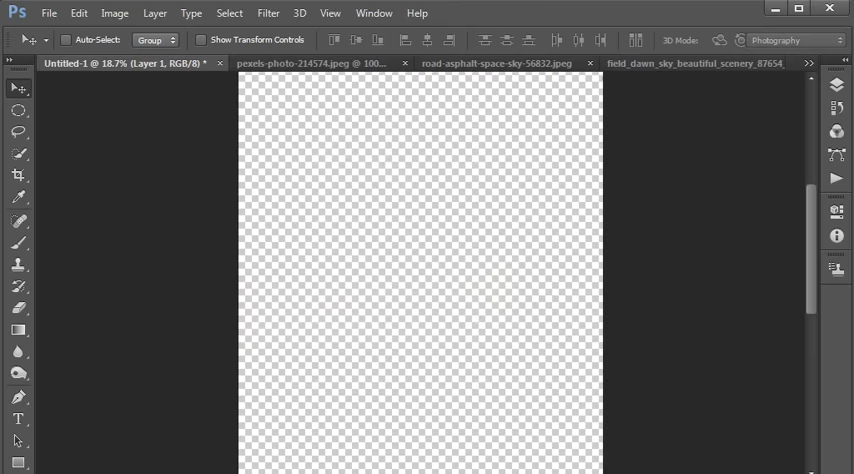 Ps File Edit Image Layer Type Select Filter 3D View Window Help
Auto-Select: Group Show Transform Controls 3D Mode: Photography
Untitled-1 @ 18.7% (Layer 1, RGB/8) * × pexels-photo-214574.jpeg @ 100... × road-asphalt-space-sky-56832.jpeg × field_dawn_sky_beautiful_scenery_87654_
T